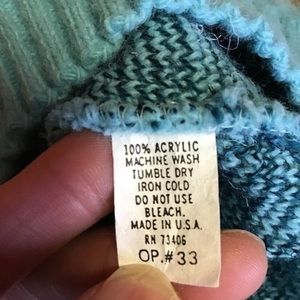 100% ACRYLIC
MACHINE WASH
TUMBLE DRY
IRON COLD
DO NOT USE
BLEACH.
MADE IN U.S.A.
RN 73406
OP.# 33